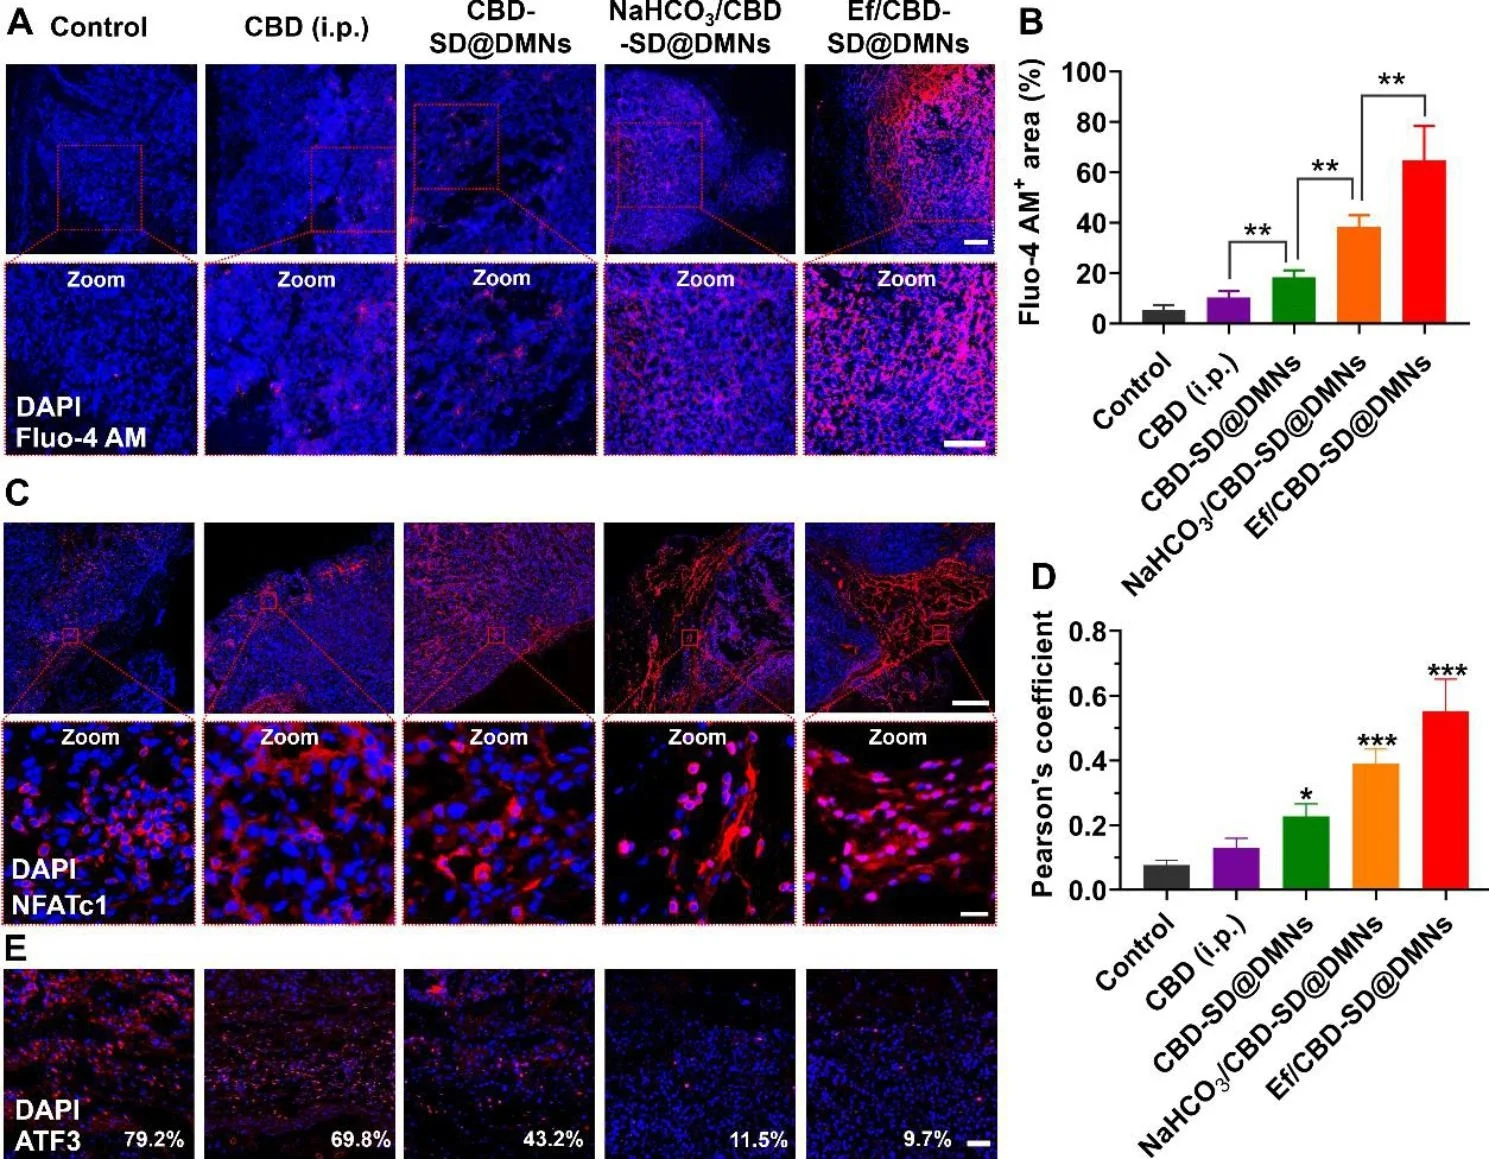 A
Control
CBD (i.p.)
CBD-
SD@DMNs
NaHCO₃/CBD
-SD@DMNs
Ef/CBD-
SD@DMNs
Zoom
Zoom
Zoom
Zoom
Zoom
DAPI
Fluo-4 AM
B
Fluo-4 AM⁺ area (%)
100
80
60
40
20
0
**
**
**
Control
CBD (i.p.)
CBD-SD@DMNs
NaHCO₃/CBD-SD@DMNs
Ef/CBD-SD@DMNs
C
Zoom
Zoom
Zoom
Zoom
Zoom
DAPI
NFATc1
D
Pearson's coefficient
0.8
0.6
0.4
0.2
0.0
*
***
***
Control
CBD (i.p.)
CBD-SD@DMNs
NaHCO₃/CBD-SD@DMNs
Ef/CBD-SD@DMNs
E
DAPI
ATF3
79.2%
69.8%
43.2%
11.5%
9.7%